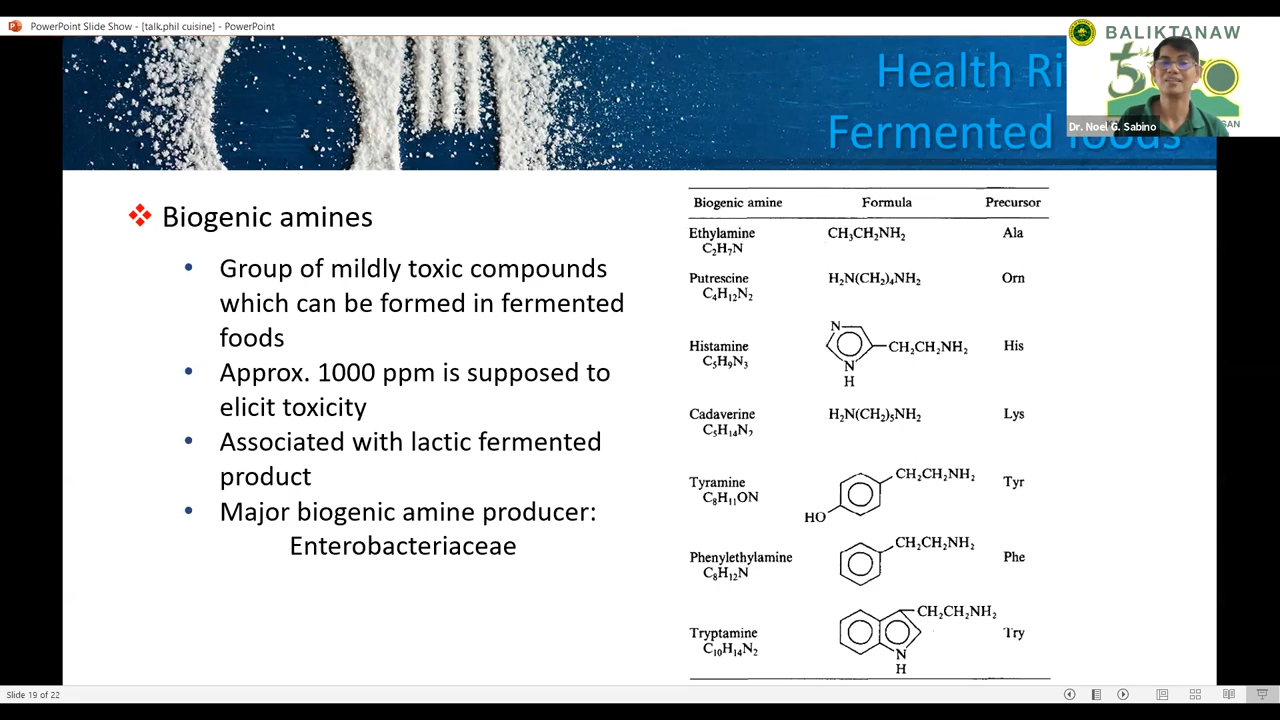 PowerPoint Slide Show - [talk.phil cuisine] - PowerPoint
BALIKTANAW
Health
Fermented foods
Dr. Noel G. Sabino
Biogenic amines
Group of mildly toxic compounds
which can be formed in fermented
foods
Approx. 1000 ppm is supposed to
elicit toxicity
Associated with lactic fermented
product
Major biogenic amine producer:
Enterobacteriaceae
Biogenic amine Formula Precursor
Ethylamine CH₃CH₂NH₂ Ala
C₂H₇N
Putrescine H₂N(CH₂)₄NH₂ Orn
C₄H₁₂N₂
Histamine N N H CH₂CH₂NH₂ His
C₅H₉N₃
Cadaverine H₂N(CH₂)₅NH₂ Lys
C₅H₁₄N₂
Tyramine HO CH₂CH₂NH₂ Tyr
C₈H₁₁ON
Phenylethylamine CH₂CH₂NH₂ Phe
C₈H₁₂N
Tryptamine N H CH₂CH₂NH₂ Try
C₁₀H₁₄N₂
Slide 19 of 22